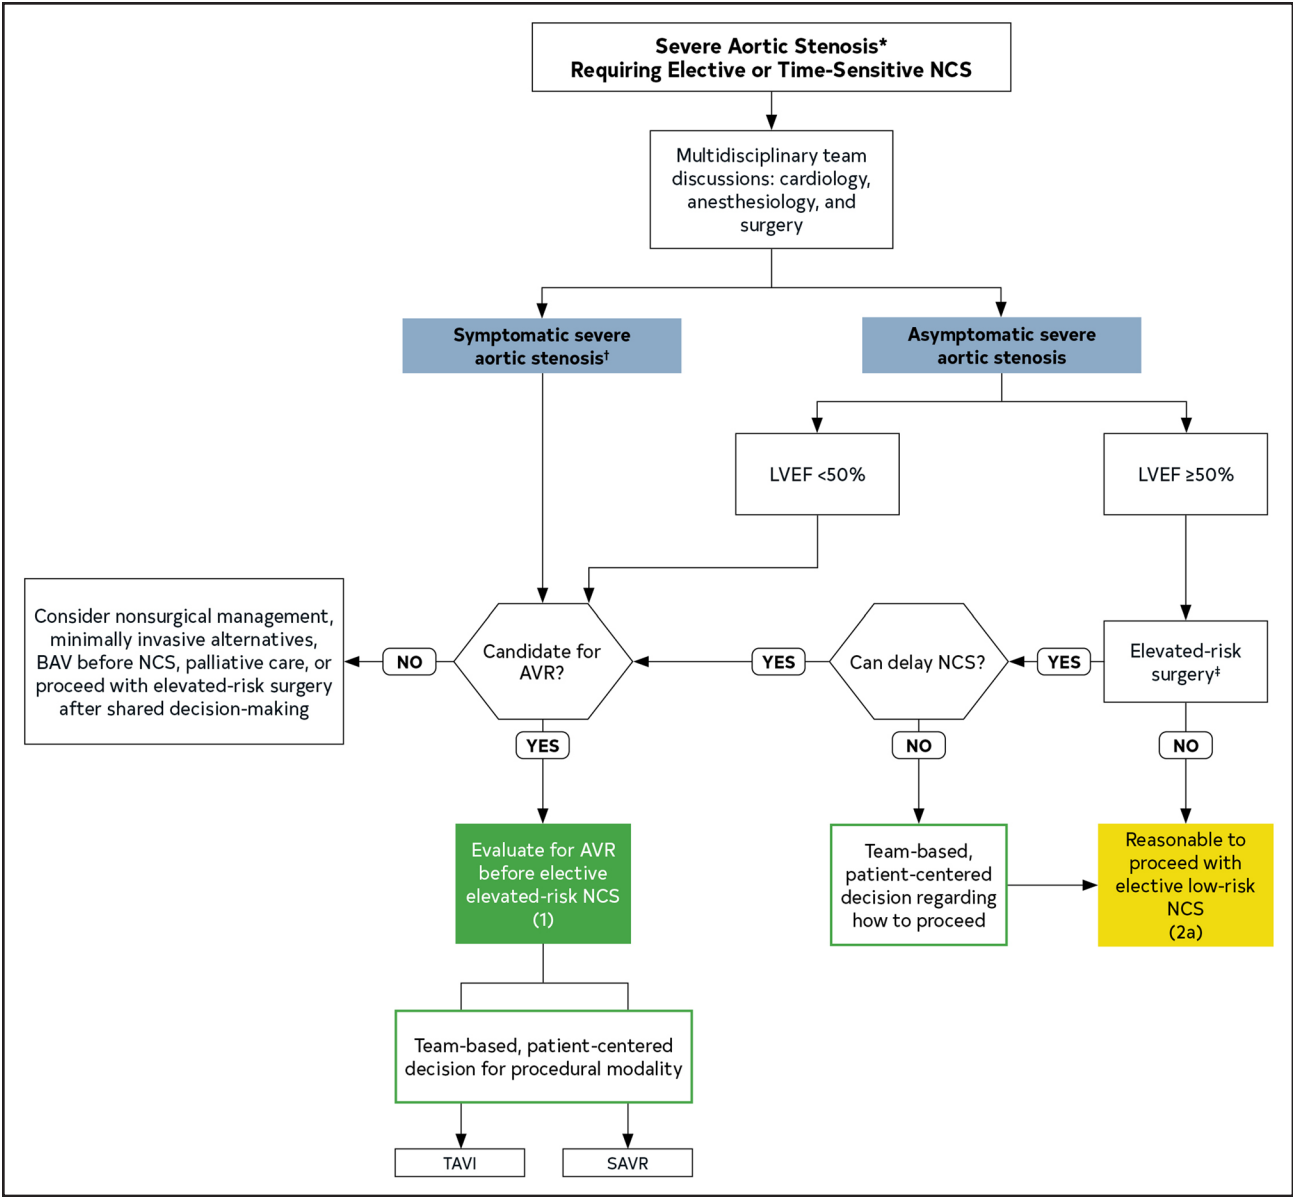 Severe Aortic Stenosis*
Requiring Elective or Time-Sensitive NCS
Multidisciplinary team
discussions: cardiology,
anesthesiology, and
surgery
Symptomatic severe
aortic stenosis†
Asymptomatic severe
aortic stenosis
LVEF <50%
LVEF ≥50%
Consider nonsurgical management,
minimally invasive alternatives,
BAV before NCS, palliative care, or
proceed with elevated-risk surgery
after shared decision-making
NO
Candidate for
AVR?
YES
Can delay NCS?
YES
Elevated-risk
surgery‡
YES
NO
NO
Evaluate for AVR
before elective
elevated-risk NCS
(1)
Team-based,
patient-centered
decision regarding
how to proceed
Reasonable to
proceed with
elective low-risk
NCS
(2a)
Team-based, patient-centered
decision for procedural modality
TAVI
SAVR